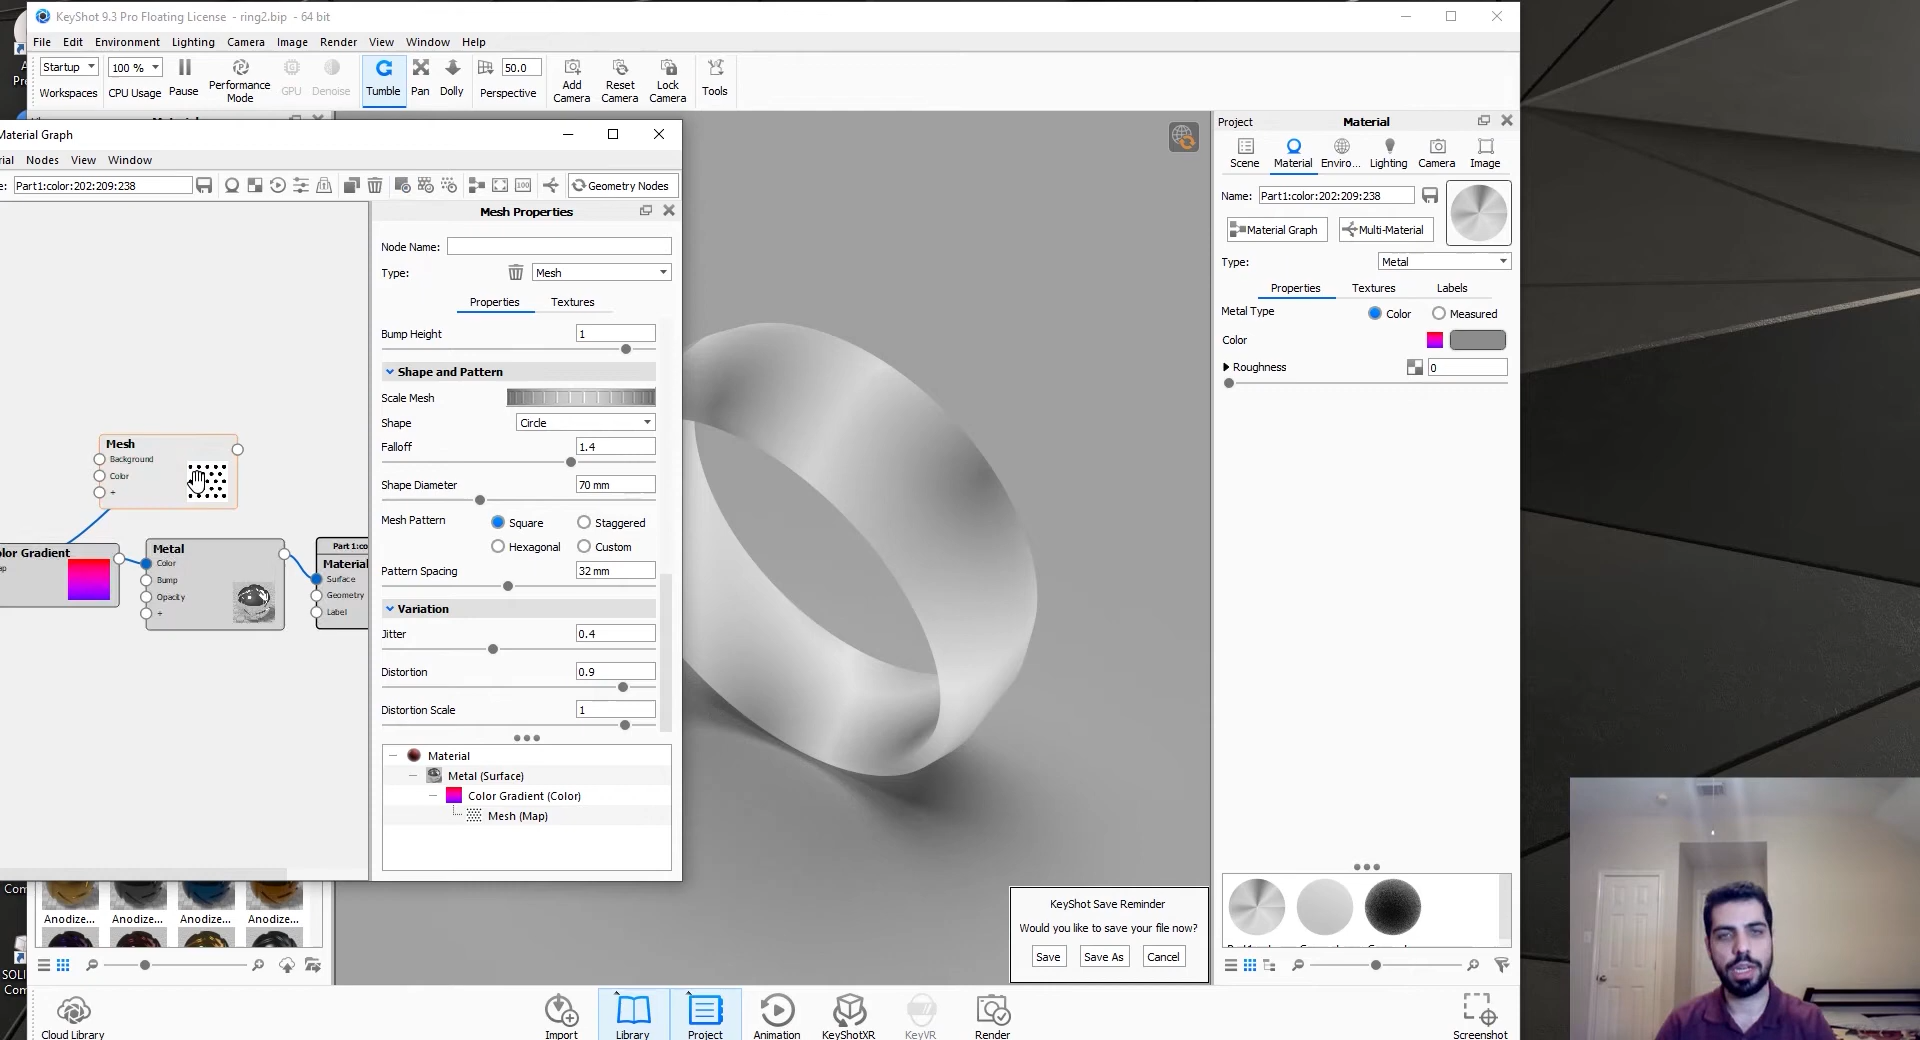 KeyShot 9.3 Pro Floating License - ring2.bip - 64 bit
File Edit Environment Lighting Camera Image Render View Window Help
Startup 100 % 50.0
Workspaces CPU Usage Pause Performance Mode GPU Denoise Tumble Pan Dolly Perspective Add Camera Reset Camera Lock Camera Tools
Material Graph
Nodes View Window
Part1:color:202:209:238 Geometry Nodes
Mesh Properties
Node Name:
Type: Mesh
Properties Textures
Bump Height 1
Shape and Pattern
Scale Mesh
Shape Circle
Falloff 1.4
Shape Diameter 70 mm
Mesh Pattern Square Staggered
Hexagonal Custom
Pattern Spacing 32 mm
Variation
Jitter 0.4
Distortion 0.9
Distortion Scale 1
Material
Metal (Surface)
Color Gradient (Color)
Mesh (Map)
Mesh
Background
Color
+
Gradient
Metal
Color
Bump
Opacity
+
Part 1:co
Material
Surface
Geometry
Label
Anodize... Anodize... Anodize... Anodize...
KeyShot Save Reminder
Would you like to save your file now?
Save Save As Cancel
Project Material
Scene Material Enviro... Lighting Camera Image
Name: Part1:color:202:209:238
Material Graph Multi-Material
Type: Metal
Properties Textures Labels
Metal Type Color Measured
Color
Roughness 0
Cloud Library Import Library Project Animation KeyShotXR KeyVR Render Screenshot